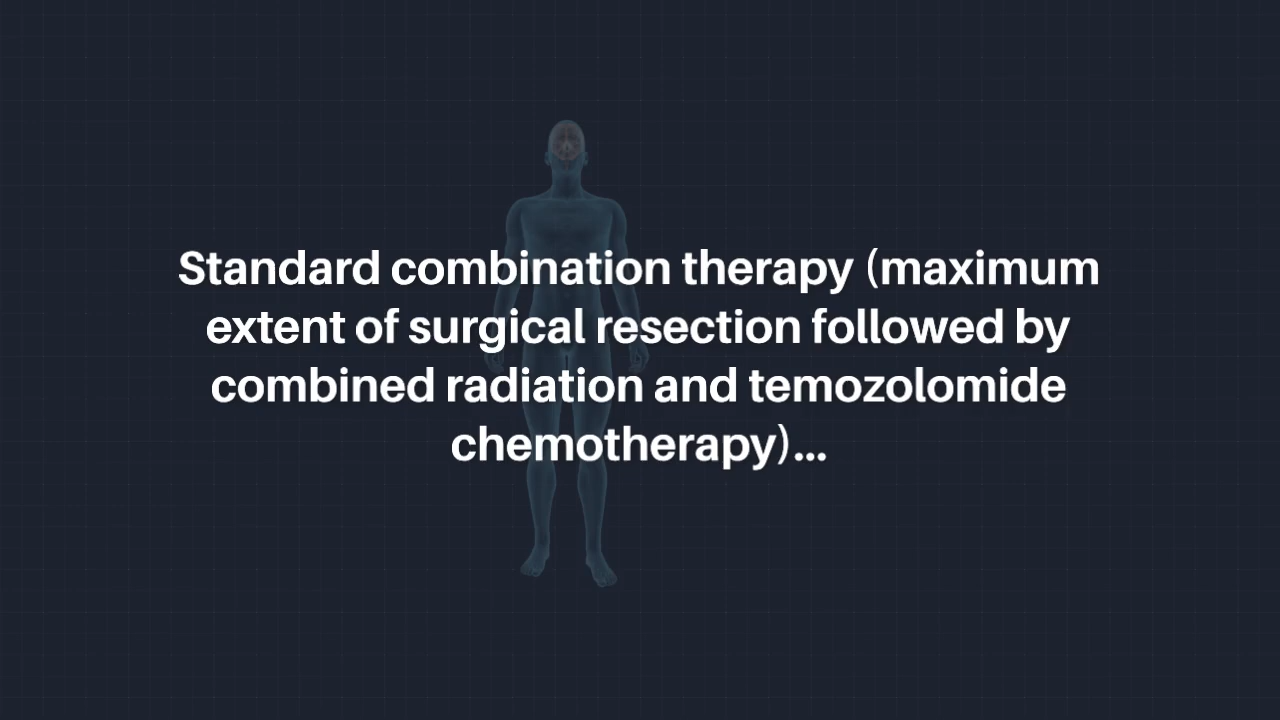 Standard combination therapy (maximum
extent of surgical resection followed by
combined radiation and temozolomide
chemotherapy)...